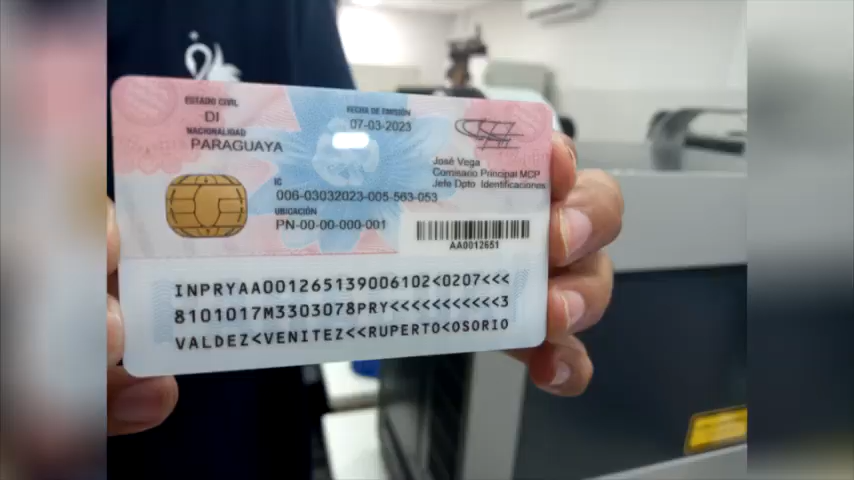 ESTADO CIVIL
DI
NACIONALIDAD
PARAGUAYA
FECHA DE EMISIÓN
07-03-2023
José Vega
Comisario Principal MCP
Jefe Dpto Identificaciones
IC
006-03032023-005-563-053
UBICACIÓN
PN-00-00-000-001
AA0012651
INPRYAA001265139006102<0207<<<
8101017M3303078PRY<<<<<<<<<<<3
VALDEZ<VENITEZ<<RUPERTO<OSORIO